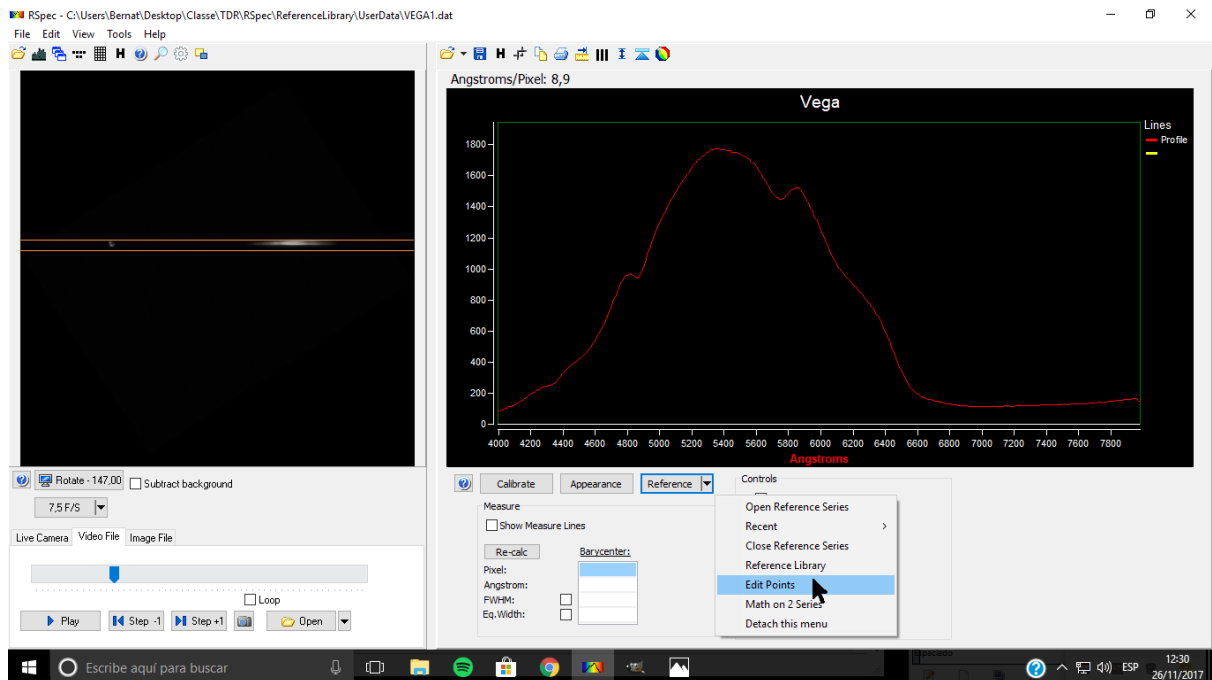 RSpec - C:\Users\Bernat\Desktop\Classe\TDR\RSpec\ReferenceLibrary\UserData\VEGA1.dat
File Edit View Tools Help
Angstroms/Pixel: 8,9
Vega
Lines
Profile
1800
1600
1400
1200
1000
800
600
400
200
0
4000 4200 4400 4600 4800 5000 5200 5400 5600 5800 6000 6200 6400 6600 6800 7000 7200 7400 7600 7800
Angstroms
Rotate - 147,00
Subtract background
7,5 F/S
Live Camera Video File Image File
Loop
Play Step -1 Step +1 Open
Calibrate Appearance Reference
Controls
Measure
Show Measure Lines
Re-calc Barycenter:
Pixel:
Angstrom:
FWHM:
Eq.Width:
Open Reference Series
Recent
Close Reference Series
Reference Library
Edit Points
Math on 2 Series
Detach this menu
Escribe aquí para buscar
ESP
12:30
26/11/2017